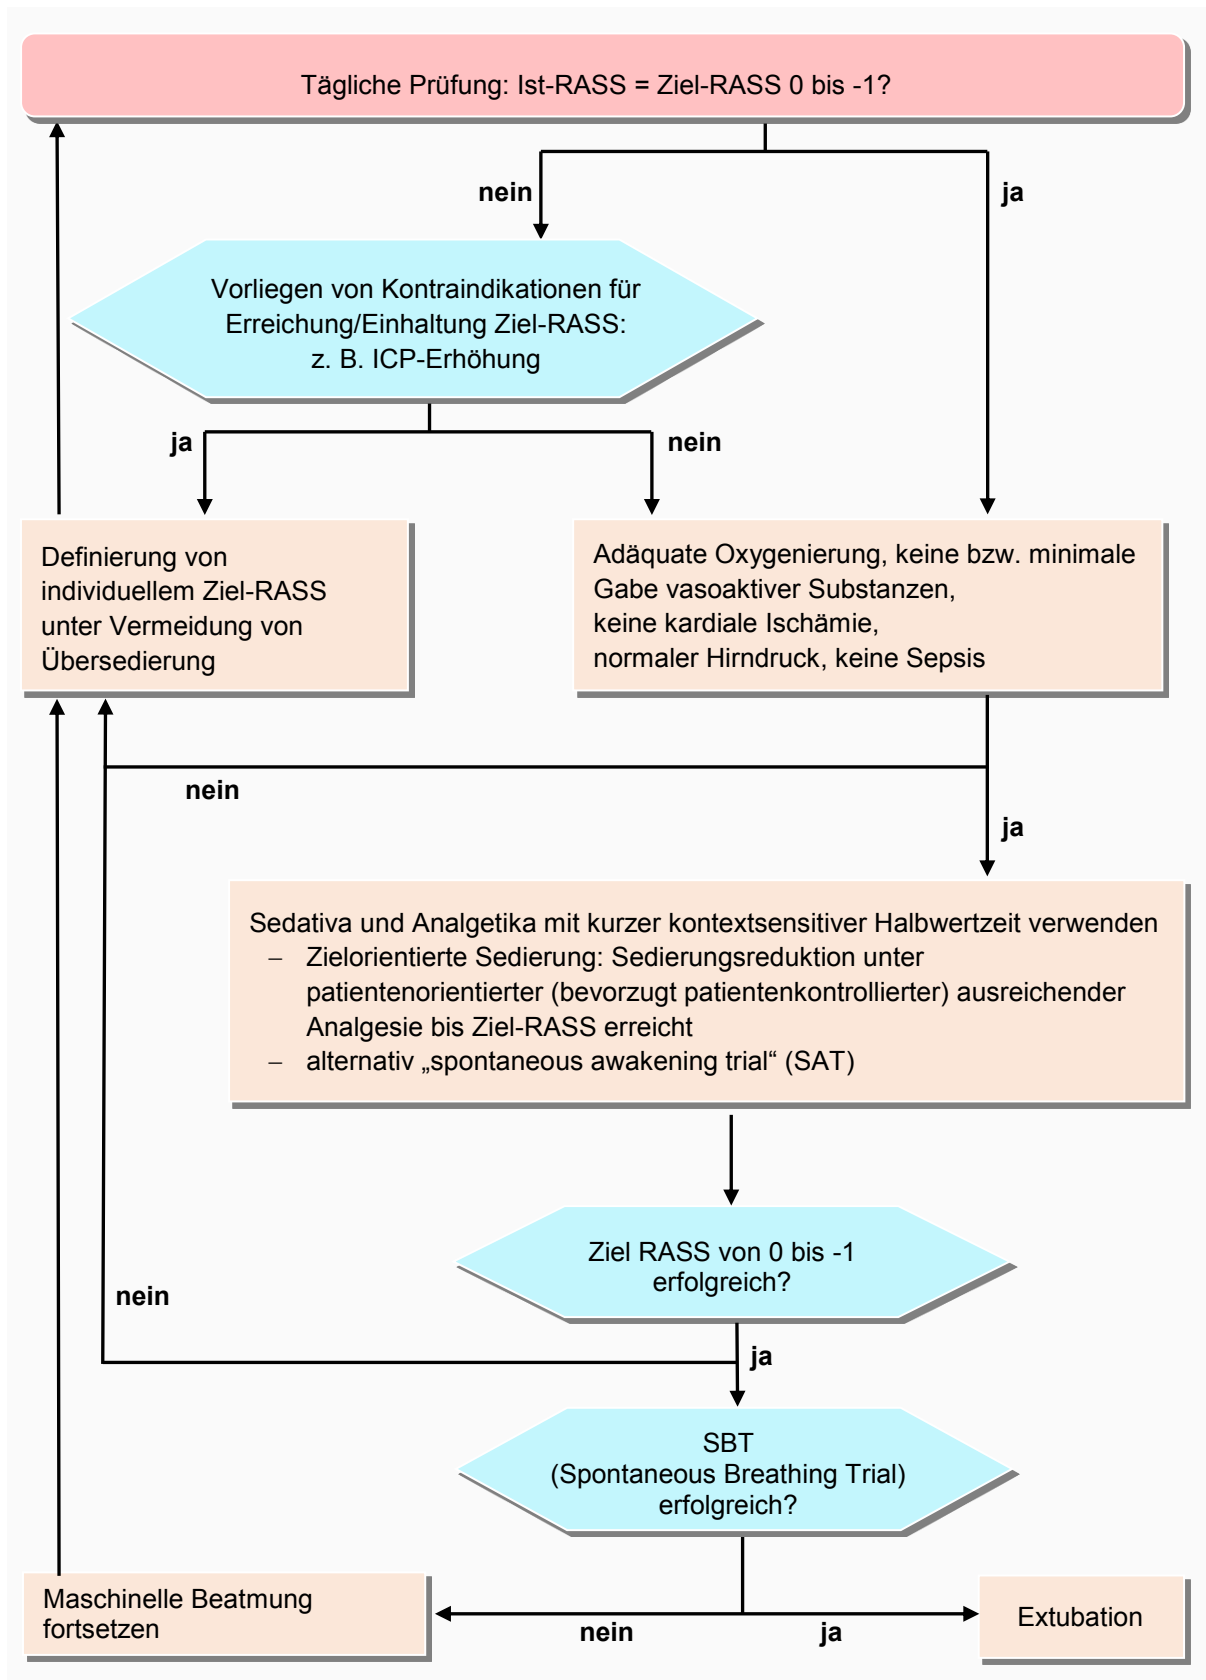 Tägliche Prüfung: Ist-RASS = Ziel-RASS 0 bis -1?
nein
ja
Vorliegen von Kontraindikationen für
Erreichung/Einhaltung Ziel-RASS:
z. B. ICP-Erhöhung
ja
nein
Definierung von
individuellem Ziel-RASS
unter Vermeidung von
Übersedierung
Adäquate Oxygenierung, keine bzw. minimale
Gabe vasoaktiver Substanzen,
keine kardiale Ischämie,
normaler Hirndruck, keine Sepsis
nein
ja
Sedativa und Analgetika mit kurzer kontextsensitiver Halbwertzeit verwenden
– Zielorientierte Sedierung: Sedierungsreduktion unter
patientenorientierter (bevorzugt patientenkontrollierter) ausreichender
Analgesie bis Ziel-RASS erreicht
– alternativ „spontaneous awakening trial“ (SAT)
Ziel RASS von 0 bis -1
erfolgreich?
nein
ja
SBT
(Spontaneous Breathing Trial)
erfolgreich?
Maschinelle Beatmung
fortsetzen
nein
ja
Extubation